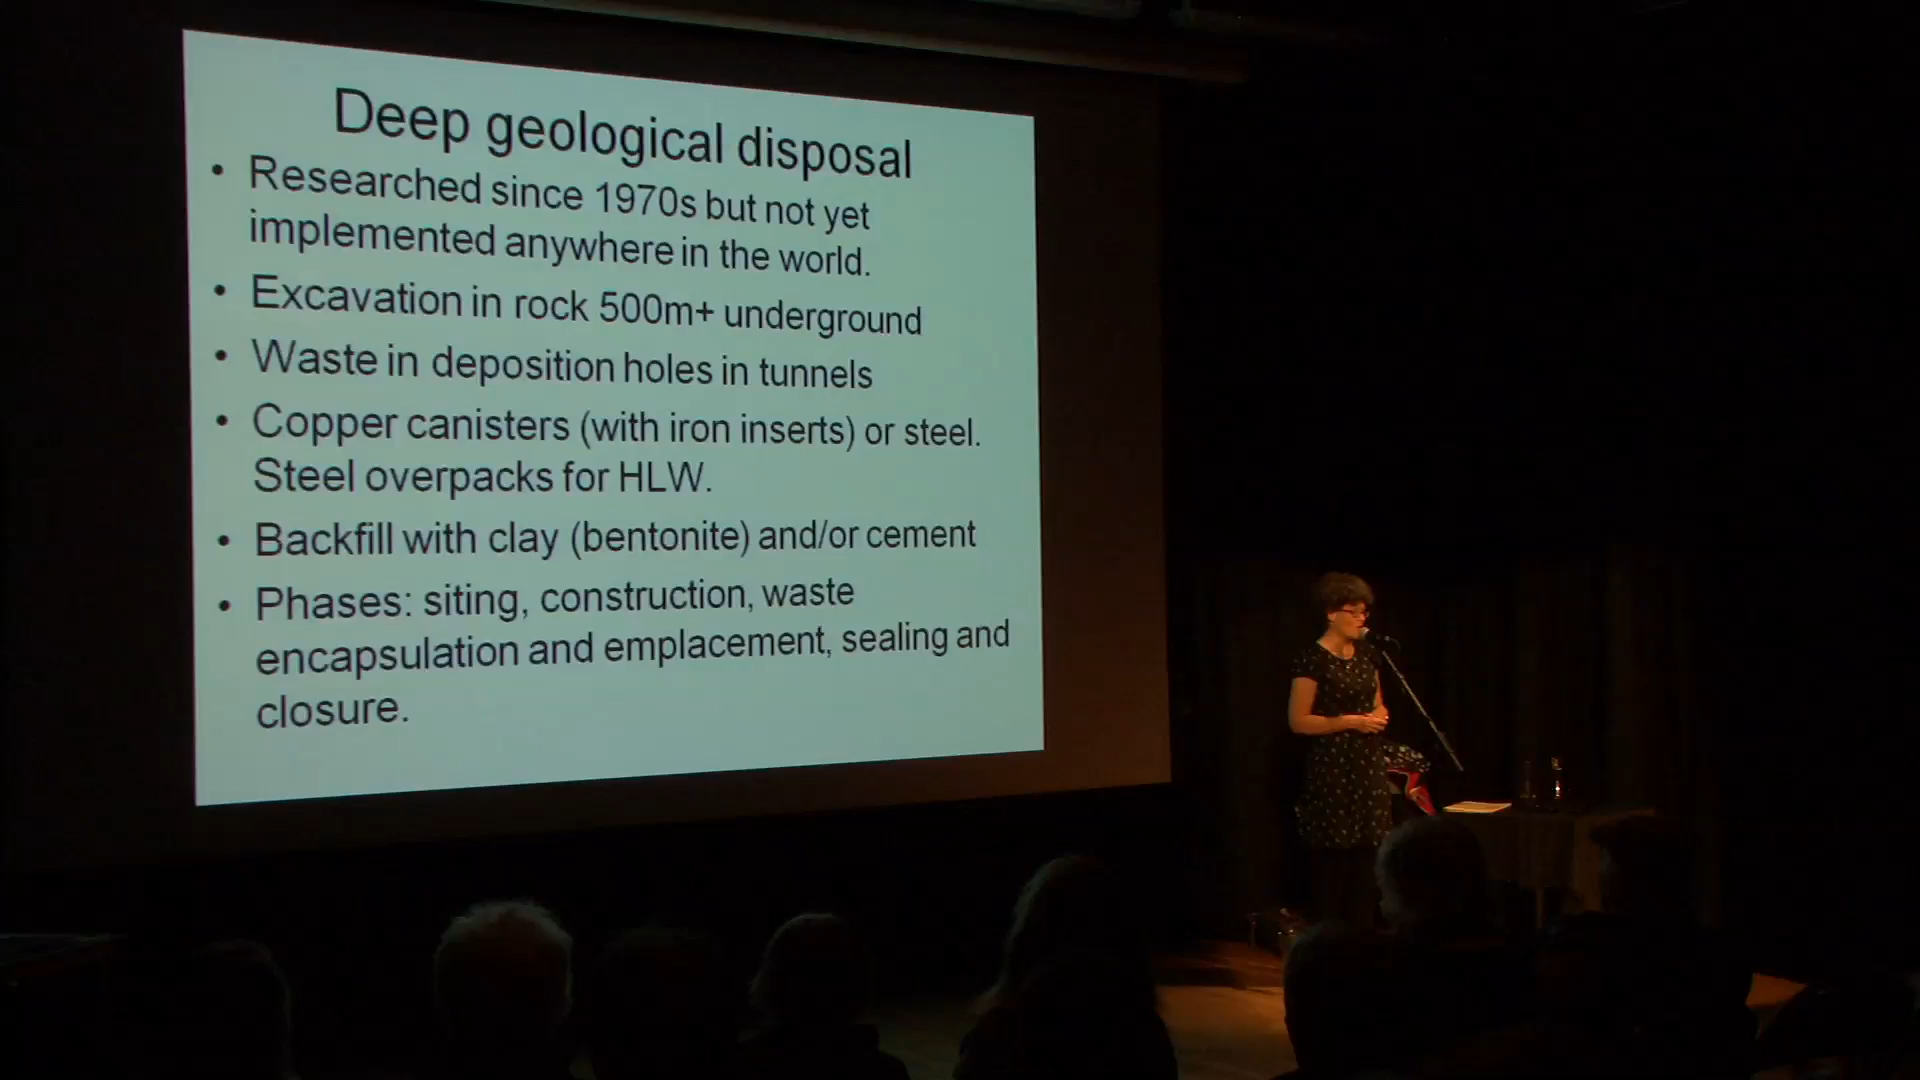 Deep geological disposal
• Researched since 1970s but not yet
implemented anywhere in the world.
• Excavation in rock 500m+ underground
• Waste in deposition holes in tunnels
• Copper canisters (with iron inserts) or steel.
Steel overpacks for HLW.
• Backfill with clay (bentonite) and/or cement
• Phases: siting, construction, waste
encapsulation and emplacement, sealing and
closure.